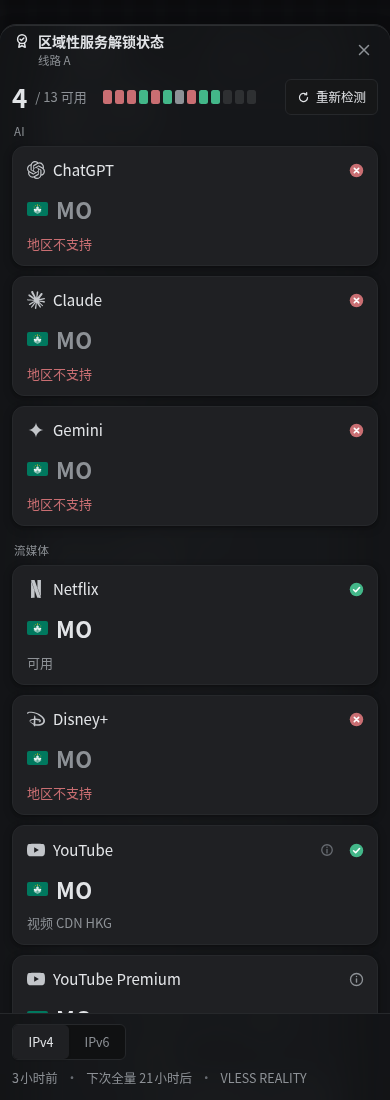 区域性服务解锁状态
线路 A
4 / 13 可用
重新检测
AI
ChatGPT
MO
地区不支持
Claude
MO
地区不支持
Gemini
MO
地区不支持
流媒体
Netflix
MO
可用
Disney+
MO
地区不支持
YouTube
MO
视频 CDN HKG
YouTube Premium
MO
IPv4
IPv6
3小时前 • 下次全量 21小时后 • VLESS REALITY